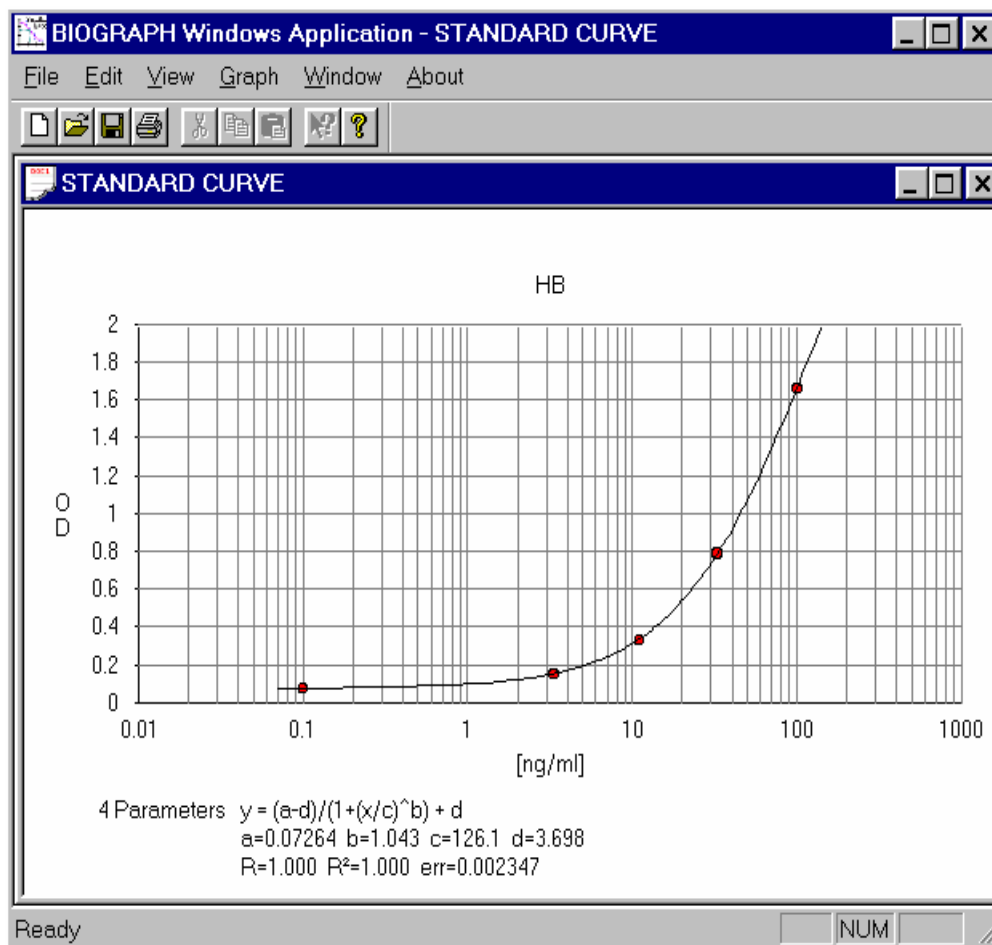 BIOGRAPH Windows Application - STANDARD CURVE
File Edit View Graph Window About
STANDARD CURVE
HB
2
1.8
1.6
1.4
1.2
1
0.8
0.6
0.4
0.2
0
O
D
0.01 0.1 1 10 100 1000
[ng/ml]
4 Parameters y = (a-d)/(1+(x/c)^b) + d
a=0.07264 b=1.043 c=126.1 d=3.698
R=1.000 R²=1.000 err=0.002347
Ready NUM